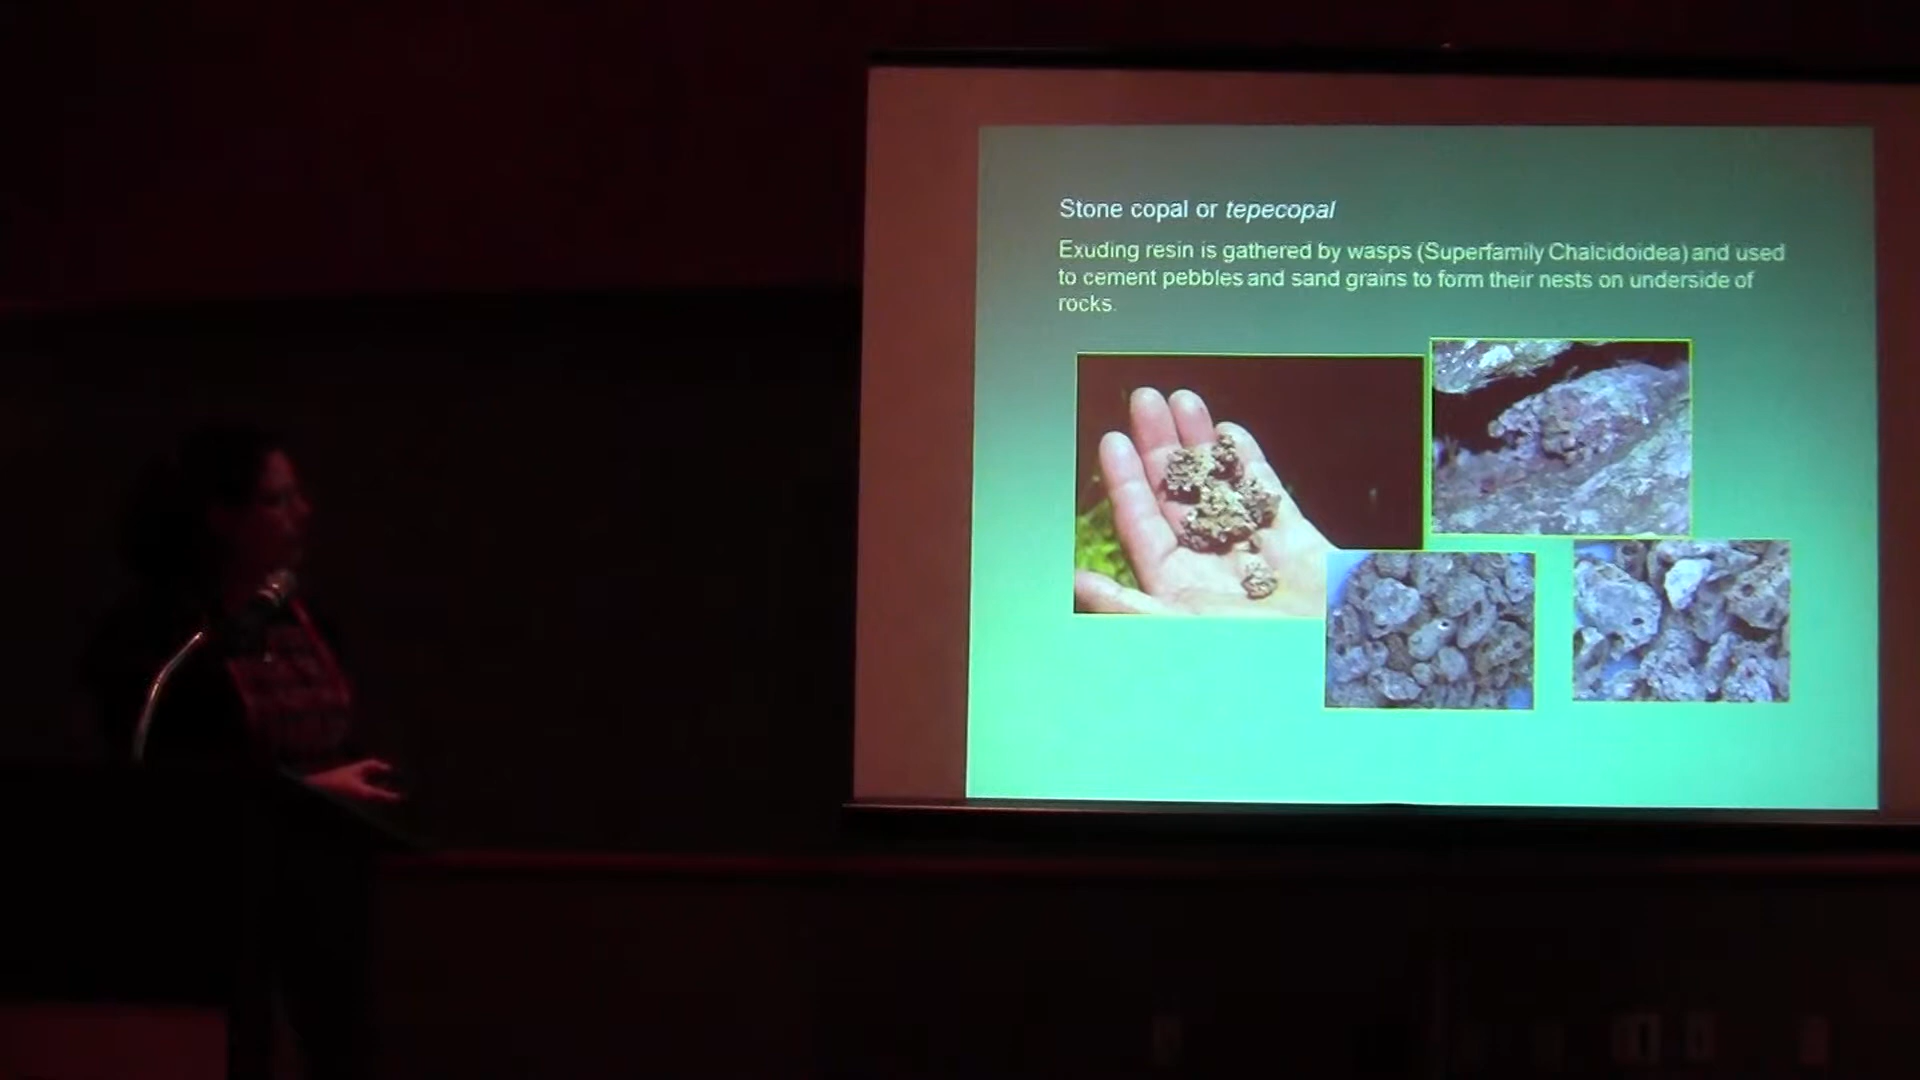 Stone copal or tepecopal
Exuding resin is gathered by wasps (Superfamily Chalcidoidea) and used
to cement pebbles and sand grains to form their nests on underside of
rocks.